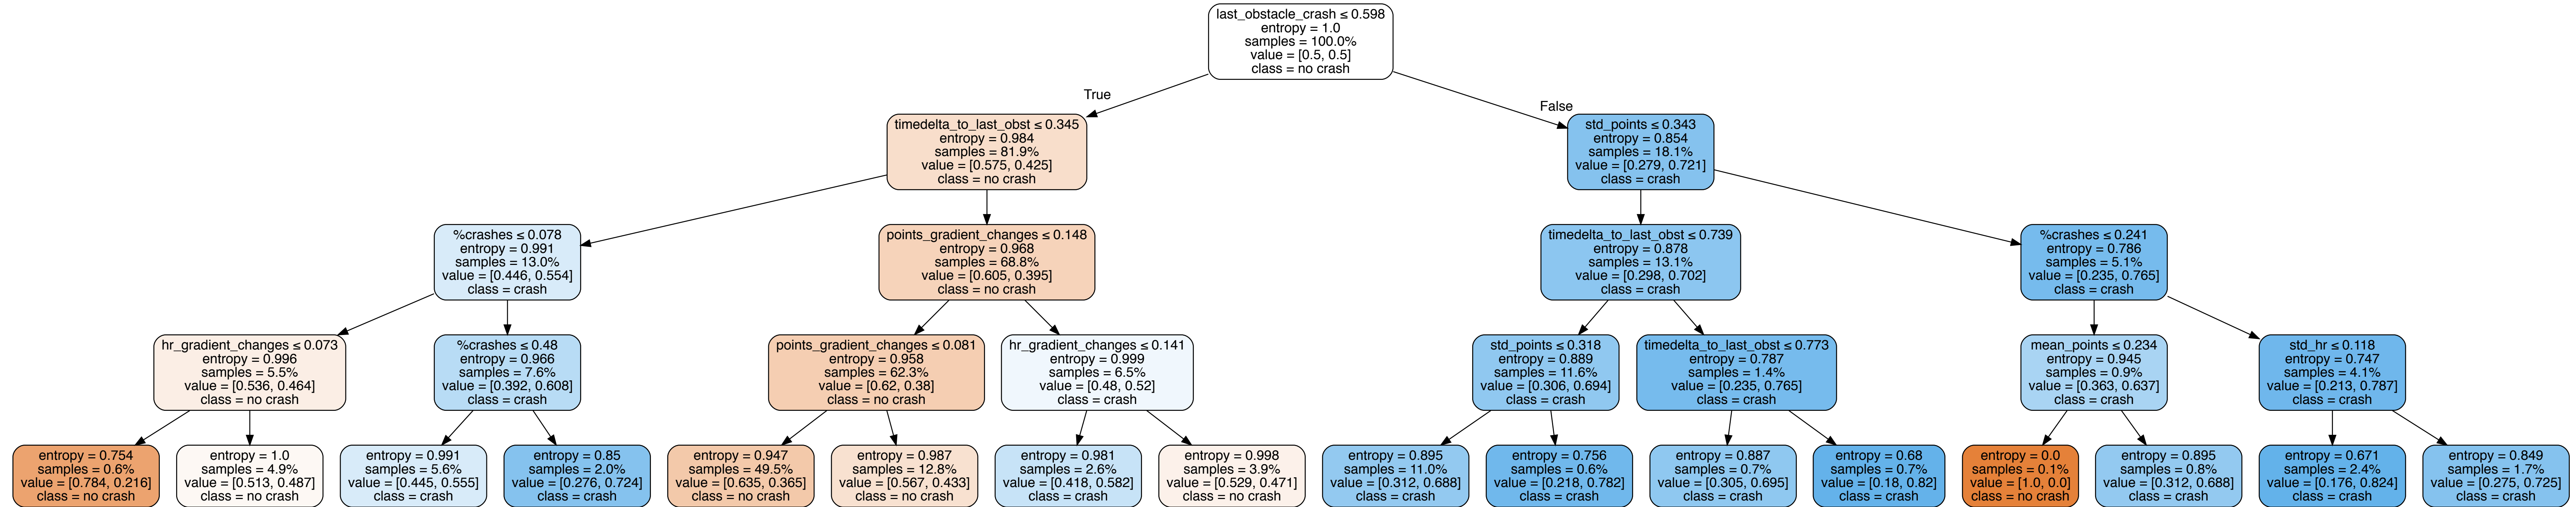 last_obstacle_crash ≤ 0.598
entropy = 1.0
samples = 100.0%
value = [0.5, 0.5]
class = no crash
True
False
timedelta_to_last_obst ≤ 0.345
entropy = 0.984
samples = 81.9%
value = [0.575, 0.425]
class = no crash
std_points ≤ 0.343
entropy = 0.854
samples = 18.1%
value = [0.279, 0.721]
class = crash
%crashes ≤ 0.078
entropy = 0.991
samples = 13.0%
value = [0.446, 0.554]
class = crash
points_gradient_changes ≤ 0.148
entropy = 0.968
samples = 68.8%
value = [0.605, 0.395]
class = no crash
timedelta_to_last_obst ≤ 0.739
entropy = 0.878
samples = 13.1%
value = [0.298, 0.702]
class = crash
%crashes ≤ 0.241
entropy = 0.786
samples = 5.1%
value = [0.235, 0.765]
class = crash
hr_gradient_changes ≤ 0.073
entropy = 0.996
samples = 5.5%
value = [0.536, 0.464]
class = no crash
%crashes ≤ 0.48
entropy = 0.966
samples = 7.6%
value = [0.392, 0.608]
class = crash
points_gradient_changes ≤ 0.081
entropy = 0.958
samples = 62.3%
value = [0.62, 0.38]
class = no crash
hr_gradient_changes ≤ 0.141
entropy = 0.999
samples = 6.5%
value = [0.48, 0.52]
class = crash
std_points ≤ 0.318
entropy = 0.889
samples = 11.6%
value = [0.306, 0.694]
class = crash
timedelta_to_last_obst ≤ 0.773
entropy = 0.787
samples = 1.4%
value = [0.235, 0.765]
class = crash
mean_points ≤ 0.234
entropy = 0.945
samples = 0.9%
value = [0.363, 0.637]
class = crash
std_hr ≤ 0.118
entropy = 0.747
samples = 4.1%
value = [0.213, 0.787]
class = crash
entropy = 0.754
samples = 0.6%
value = [0.784, 0.216]
class = no crash
entropy = 1.0
samples = 4.9%
value = [0.513, 0.487]
class = no crash
entropy = 0.991
samples = 5.6%
value = [0.445, 0.555]
class = crash
entropy = 0.85
samples = 2.0%
value = [0.276, 0.724]
class = crash
entropy = 0.947
samples = 49.5%
value = [0.635, 0.365]
class = no crash
entropy = 0.987
samples = 12.8%
value = [0.567, 0.433]
class = no crash
entropy = 0.981
samples = 2.6%
value = [0.418, 0.582]
class = crash
entropy = 0.998
samples = 3.9%
value = [0.529, 0.471]
class = no crash
entropy = 0.895
samples = 11.0%
value = [0.312, 0.688]
class = crash
entropy = 0.756
samples = 0.6%
value = [0.218, 0.782]
class = crash
entropy = 0.887
samples = 0.7%
value = [0.305, 0.695]
class = crash
entropy = 0.68
samples = 0.7%
value = [0.18, 0.82]
class = crash
entropy = 0.0
samples = 0.1%
value = [1.0, 0.0]
class = no crash
entropy = 0.895
samples = 0.8%
value = [0.312, 0.688]
class = crash
entropy = 0.671
samples = 2.4%
value = [0.176, 0.824]
class = crash
entropy = 0.849
samples = 1.7%
value = [0.275, 0.725]
class = crash